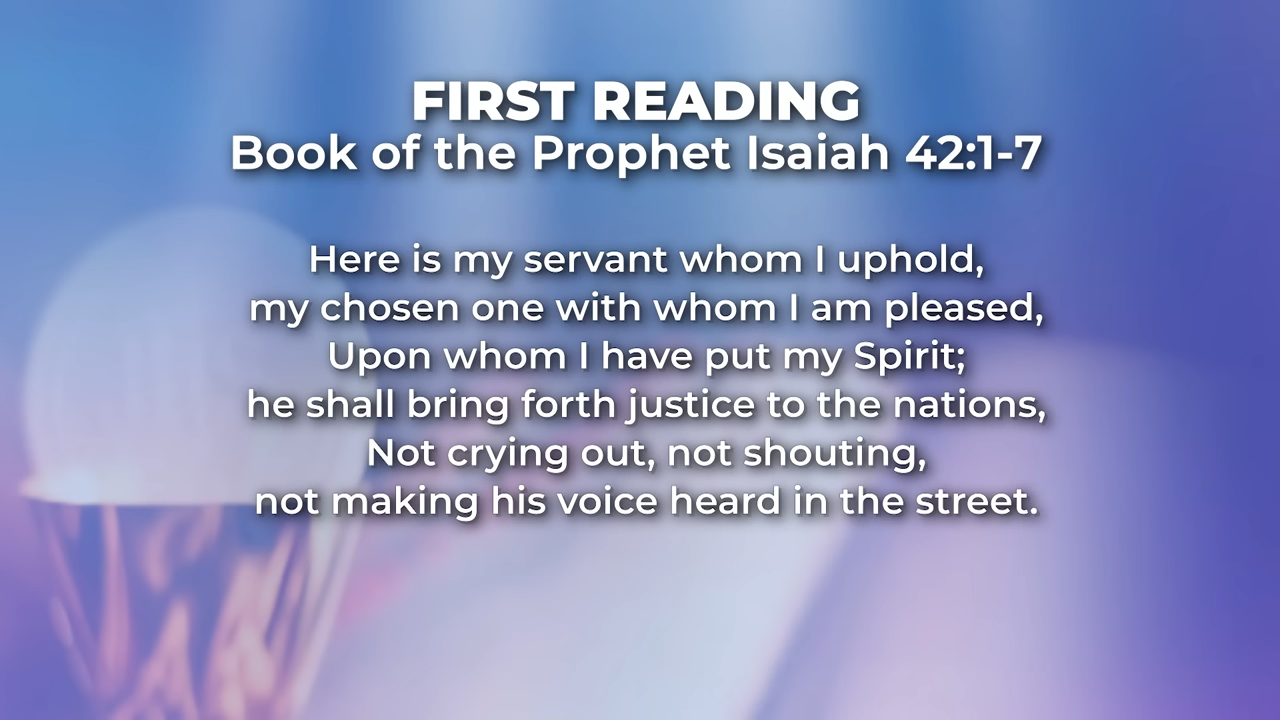 FIRST READING
Book of the Prophet Isaiah 42:1-7
Here is my servant whom I uphold,
my chosen one with whom I am pleased,
Upon whom I have put my Spirit;
he shall bring forth justice to the nations,
Not crying out, not shouting,
not making his voice heard in the street.